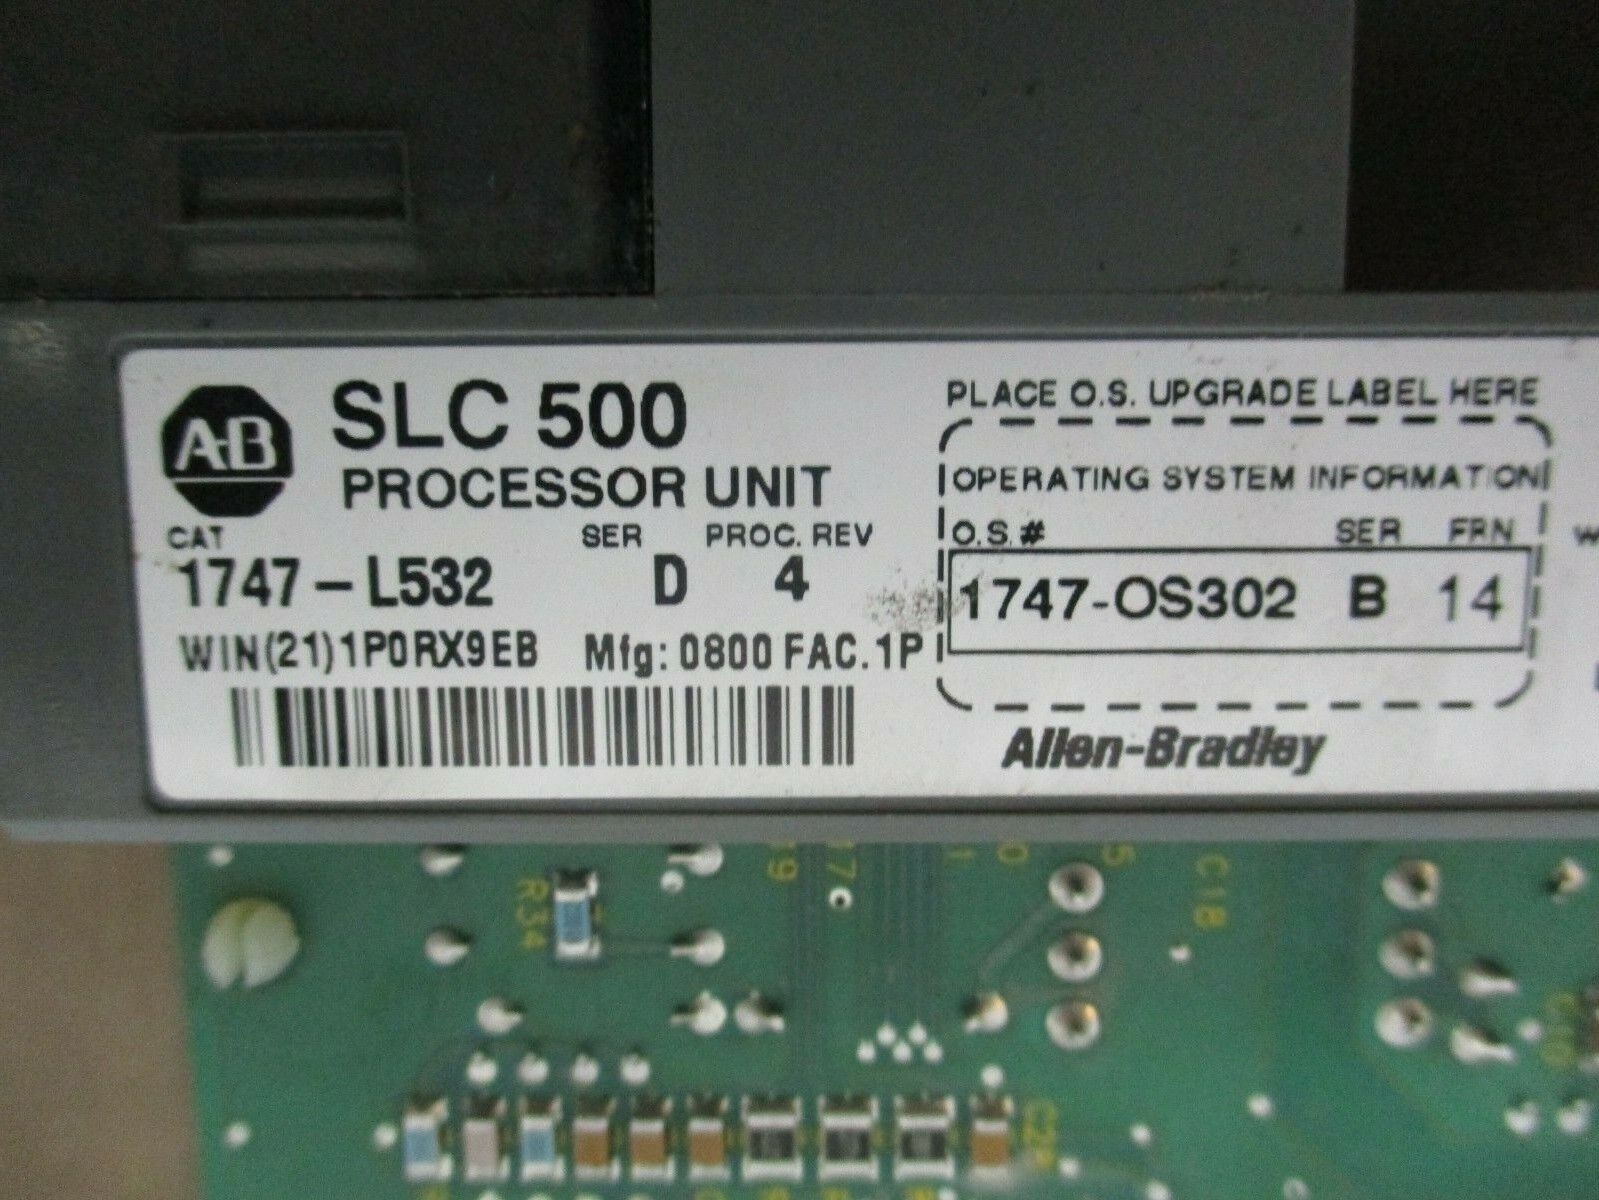 A-B
SLC 500
PROCESSOR UNIT
CAT SER PROC. REV
1747-L532 D 4
WIN(21)1P0RX9EB Mfg: 0800 FAC. 1P
PLACE O.S. UPGRADE LABEL HERE
OPERATING SYSTEM INFORMATION
O.S.# SER FRN
1747-OS302 B 14
Allen-Bradley
R34
C18